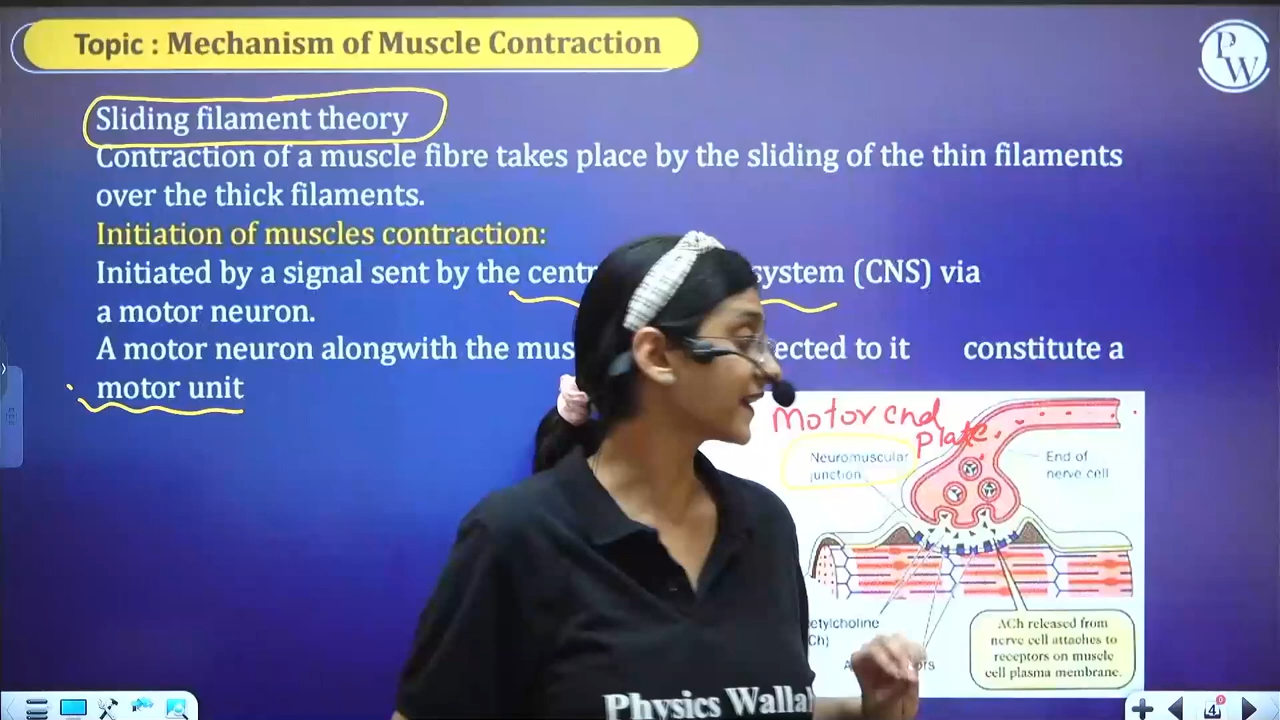 Topic : Mechanism of Muscle Contraction
PW
Sliding filament theory
Contraction of a muscle fibre takes place by the sliding of the thin filaments
over the thick filaments.
Initiation of muscles contraction:
Initiated by a signal sent by the centr system (CNS) via
a motor neuron.
A motor neuron alongwith the mus ected to it constitute a
motor unit
Motor end
plate
Neuromuscular
junction
End of
nerve cell
etylcholine
Ch)
ACh released from
nerve cell attaches to
receptors on muscle
cell plasma membrane.
Physics Walla
4